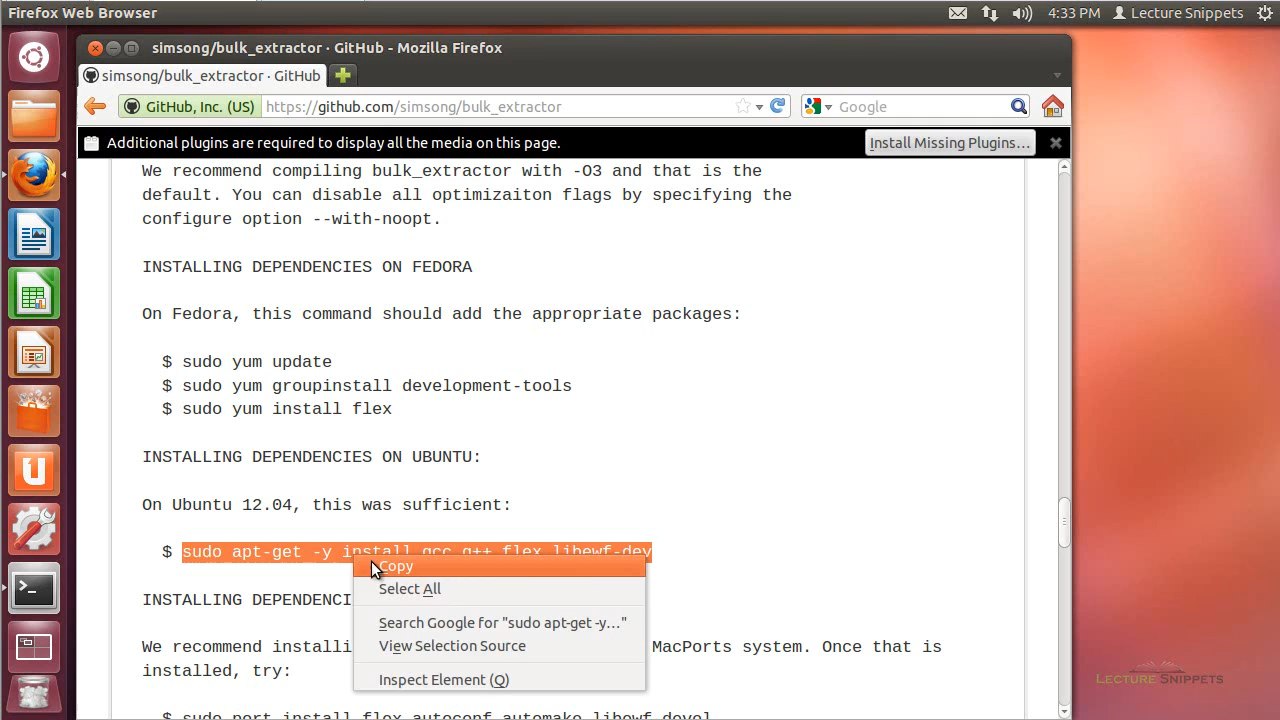 Firefox Web Browser
4:33 PM
Lecture Snippets
simsong/bulk_extractor · GitHub - Mozilla Firefox
simsong/bulk_extractor · GitHub
GitHub, Inc. (US)
https://github.com/simsong/bulk_extractor
Google
Additional plugins are required to display all the media on this page.
Install Missing Plugins...
We recommend compiling bulk_extractor with -O3 and that is the
default. You can disable all optimizaiton flags by specifying the
configure option --with-noopt.
INSTALLING DEPENDENCIES ON FEDORA
On Fedora, this command should add the appropriate packages:
$ sudo yum update
$ sudo yum groupinstall development-tools
$ sudo yum install flex
INSTALLING DEPENDENCIES ON UBUNTU:
On Ubuntu 12.04, this was sufficient:
$ sudo apt-get -y install gcc g++ flex libewf-dev
Copy
Select All
Search Google for "sudo apt-get -y..."
View Selection Source
Inspect Element (Q)
INSTALLING DEPENDENCI
We recommend installi
MacPorts system. Once that is
installed, try:
$ sudo port install flex autoconf automake libewf-devel
LECTURE SNIPPETS